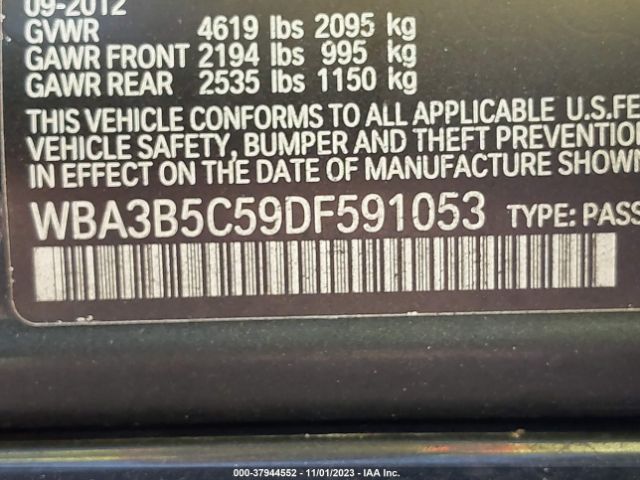 09-2012
GVWR 4619 lbs 2095 kg
GAWR FRONT 2194 lbs 995 kg
GAWR REAR 2535 lbs 1150 kg
THIS VEHICLE CONFORMS TO ALL APPLICABLE U.S.FE
VEHICLE SAFETY, BUMPER AND THEFT PREVENTION
IN EFFECT ON THE DATE OF MANUFACTURE SHOWN
WBA3B5C59DF591053 TYPE: PASS
000-37944552 - 11/01/2023 - IAA Inc.